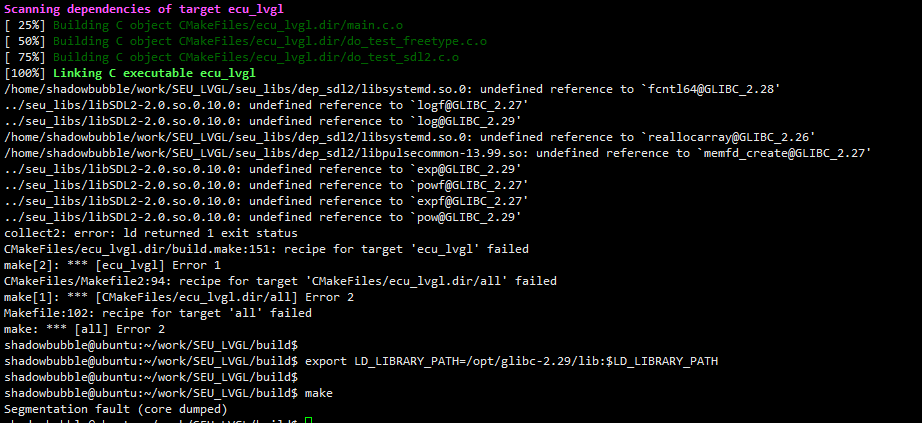 Scanning dependencies of target ecu_lvgl
[ 25%] Building C object CMakeFiles/ecu_lvgl.dir/main.c.o
[ 50%] Building C object CMakeFiles/ecu_lvgl.dir/do_test_freetype.c.o
[ 75%] Building C object CMakeFiles/ecu_lvgl.dir/do_test_sdl2.c.o
[100%] Linking C executable ecu_lvgl
/home/shadowbubble/work/SEU_LVGL/seu_libs/dep_sdl2/libsystemd.so.0: undefined reference to `fcntl64@GLIBC_2.28'
../seu_libs/libSDL2-2.0.so.0.10.0: undefined reference to `logf@GLIBC_2.27'
../seu_libs/libSDL2-2.0.so.0.10.0: undefined reference to `log@GLIBC_2.29'
/home/shadowbubble/work/SEU_LVGL/seu_libs/dep_sdl2/libsystemd.so.0: undefined reference to `reallocarray@GLIBC_2.26'
/home/shadowbubble/work/SEU_LVGL/seu_libs/dep_sdl2/libpulsecommon-13.99.so: undefined reference to `memfd_create@GLIBC_2.27'
../seu_libs/libSDL2-2.0.so.0.10.0: undefined reference to `exp@GLIBC_2.29'
../seu_libs/libSDL2-2.0.so.0.10.0: undefined reference to `powf@GLIBC_2.27'
../seu_libs/libSDL2-2.0.so.0.10.0: undefined reference to `expf@GLIBC_2.27'
../seu_libs/libSDL2-2.0.so.0.10.0: undefined reference to `pow@GLIBC_2.29'
collect2: error: ld returned 1 exit status
CMakeFiles/ecu_lvgl.dir/build.make:151: recipe for target 'ecu_lvgl' failed
make[2]: *** [ecu_lvgl] Error 1
CMakeFiles/Makefile2:94: recipe for target 'CMakeFiles/ecu_lvgl.dir/all' failed
make[1]: *** [CMakeFiles/ecu_lvgl.dir/all] Error 2
Makefile:102: recipe for target 'all' failed
make: *** [all] Error 2
shadowbubble@ubuntu:~/work/SEU_LVGL/build$
shadowbubble@ubuntu:~/work/SEU_LVGL/build$ export LD_LIBRARY_PATH=/opt/glibc-2.29/lib:$LD_LIBRARY_PATH
shadowbubble@ubuntu:~/work/SEU_LVGL/build$
shadowbubble@ubuntu:~/work/SEU_LVGL/build$ make
Segmentation fault (core dumped)